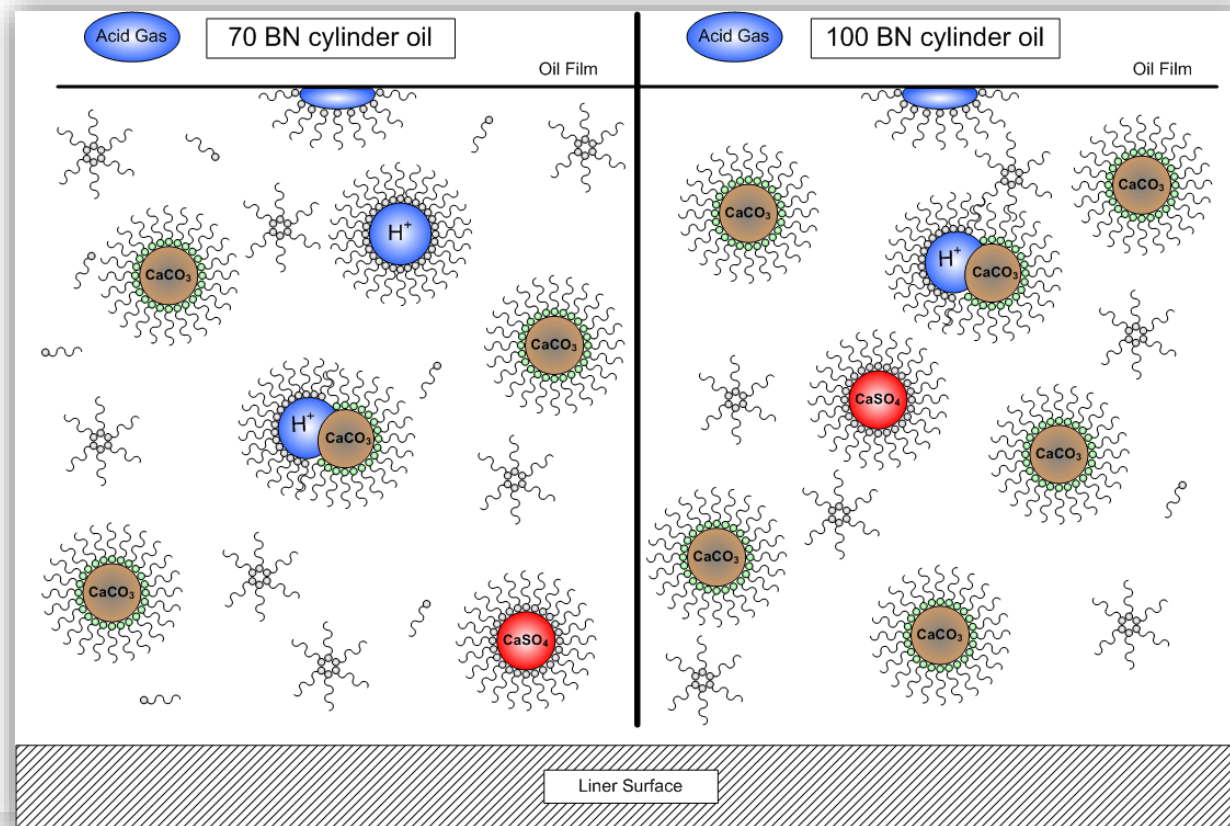 Acid Gas
70 BN cylinder oil
Oil Film
H+
CaCO₃
CaCO₃
H+
CaCO₃
CaCO₃
CaSO₄
Acid Gas
100 BN cylinder oil
Oil Film
CaCO₃
CaCO₃
H+
CaCO₃
CaSO₄
CaCO₃
CaCO₃
CaCO₃
Liner Surface